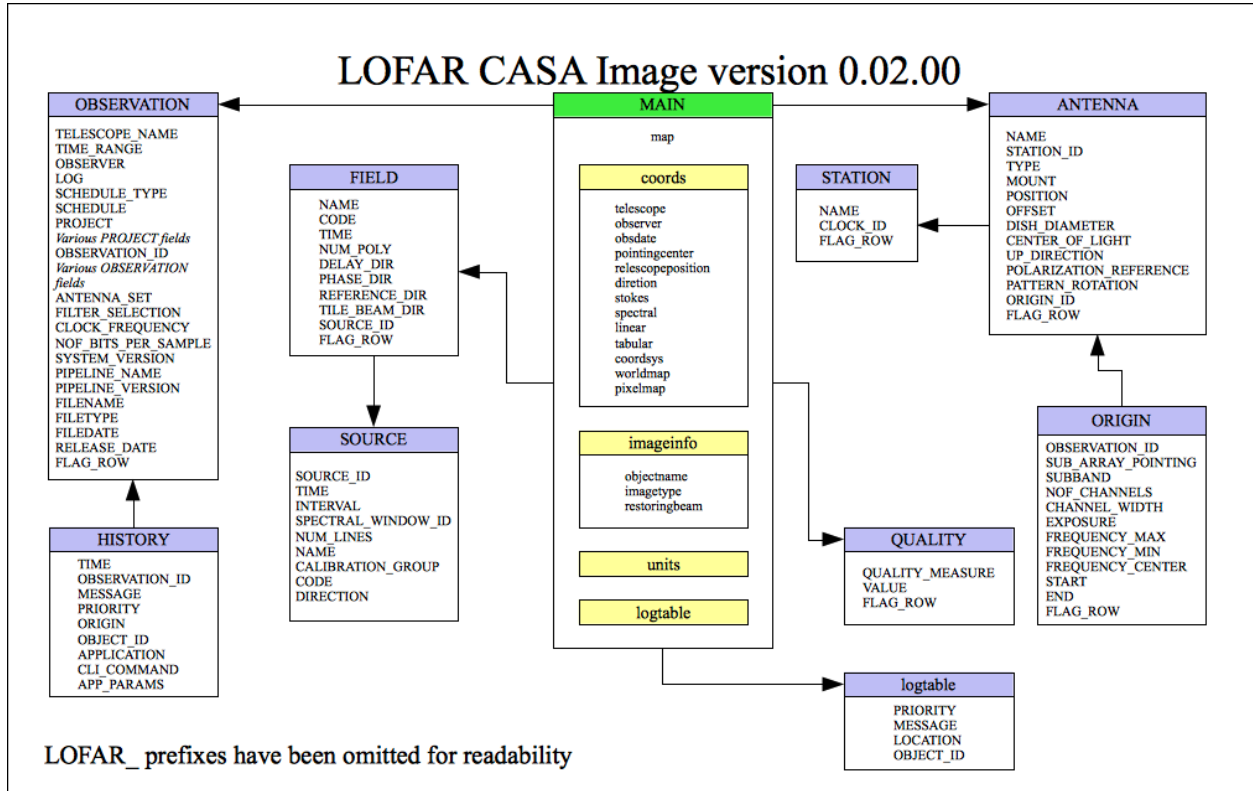 LOFAR CASA Image version 0.02.00
OBSERVATION
TELESCOPE_NAME
TIME_RANGE
OBSERVER
LOG
SCHEDULE_TYPE
SCHEDULE
PROJECT
Various PROJECT fields
OBSERVATION_ID
Various OBSERVATION
fields
ANTENNA_SET
FILTER_SELECTION
CLOCK_FREQUENCY
NOF_BITS_PER_SAMPLE
SYSTEM_VERSION
PIPELINE_NAME
PIPELINE_VERSION
FILENAME
FILETYPE
FILEDATE
RELEASE_DATE
FLAG_ROW
HISTORY
TIME
OBSERVATION_ID
MESSAGE
PRIORITY
ORIGIN
OBJECT_ID
APPLICATION
CLI_COMMAND
APP_PARAMS
FIELD
NAME
CODE
TIME
NUM_POLY
DELAY_DIR
PHASE_DIR
REFERENCE_DIR
TILE_BEAM_DIR
SOURCE_ID
FLAG_ROW
SOURCE
SOURCE_ID
TIME
INTERVAL
SPECTRAL_WINDOW_ID
NUM_LINES
NAME
CALIBRATION_GROUP
CODE
DIRECTION
MAIN
map
coords
telescope
observer
obsdate
pointingcenter
relescopeposition
diretion
stokes
spectral
linear
tabular
coordsys
worldmap
pixelmap
imageinfo
objectname
imagetype
restoringbeam
units
logtable
STATION
NAME
CLOCK_ID
FLAG_ROW
ANTENNA
NAME
STATION_ID
TYPE
MOUNT
POSITION
OFFSET
DISH_DIAMETER
CENTER_OF_LIGHT
UP_DIRECTION
POLARIZATION_REFERENCE
PATTERN_ROTATION
ORIGIN_ID
FLAG_ROW
ORIGIN
OBSERVATION_ID
SUB_ARRAY_POINTING
SUBBAND
NOF_CHANNELS
CHANNEL_WIDTH
EXPOSURE
FREQUENCY_MAX
FREQUENCY_MIN
FREQUENCY_CENTER
START
END
FLAG_ROW
QUALITY
QUALITY_MEASURE
VALUE
FLAG_ROW
logtable
PRIORITY
MESSAGE
LOCATION
OBJECT_ID
LOFAR_ prefixes have been omitted for readability